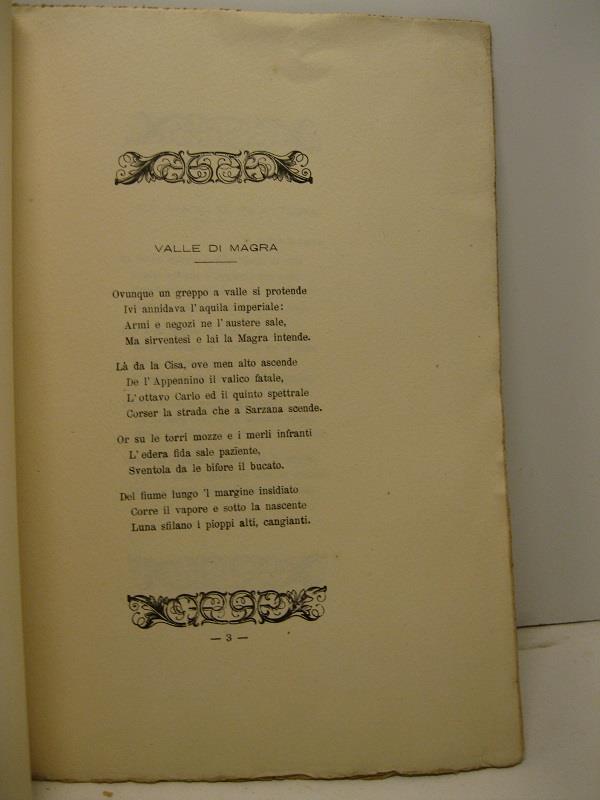 VALLE DI MAGRA
Ovunque un greppo a valle si protende
Ivi annidava l'aquila imperiale:
Armi e negozi ne l'austere sale,
Ma sirventesi e lai la Magra intende.
Là da la Cisa, ove men alto ascende
De l'Appennino il valico fatale,
L'ottavo Carlo ed il quinto spettrale
Corser la strada che a Sarzana scende.
Or su le torri mozze e i merli infranti
L'edera fida sale paziente,
Sventola da le bifore il bucato.
Del fiume lungo 'l margine insidiato
Corre il vapore e sotto la nascente
Luna sfilano i pioppi alti, cangianti.
— 3 —